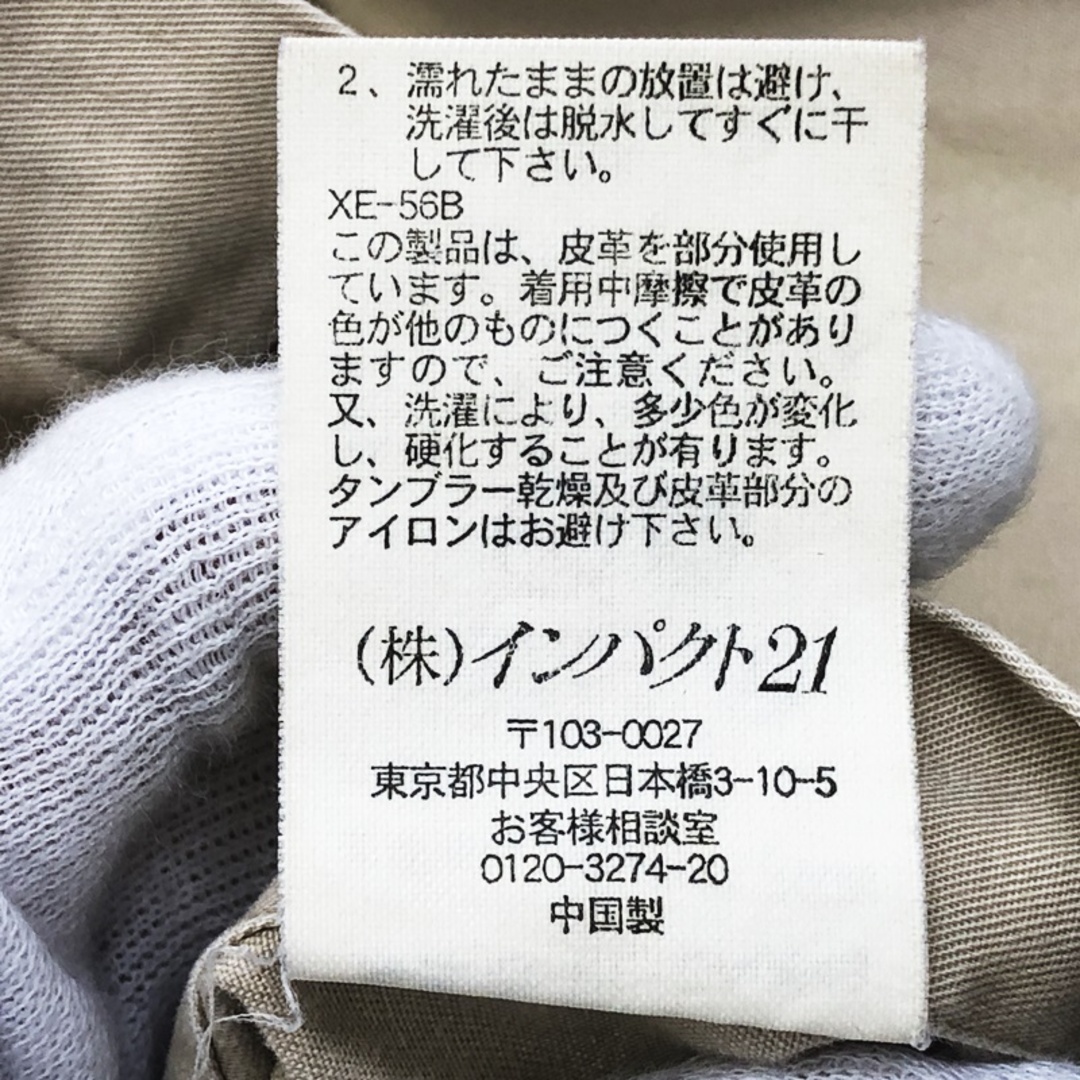 2、濡れたままの放置は避け、
洗濯後は脱水してすぐに干
して下さい。
XE-56B
この製品は、皮革を部分使用し
ています。着用中摩擦で皮革の
色が他のものにつくことがあり
ますので、ご注意ください。
又、洗濯により、多少色が変化
し、硬化することが有ります。
タンブラー乾燥及び皮革部分の
アイロンはお避け下さい。
(株)インパクト21
〒103-0027
東京都中央区日本橋3-10-5
お客様相談室
0120-3274-20
中国製